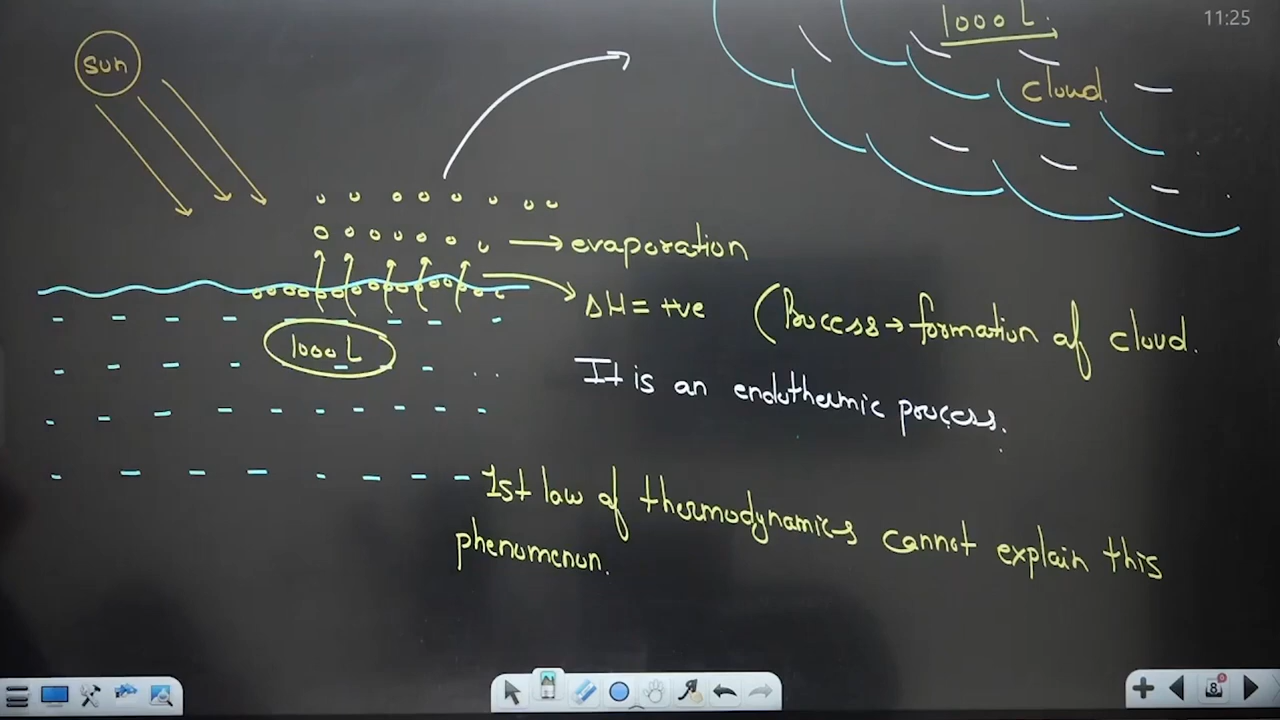 11:25
1000 L.
sun
cloud.
evaporation
ΔH = +ve (Process → formation of cloud.
1000 L
It is an endothermic process.
1st law of thermodynamics cannot explain this
phenomenon.
8